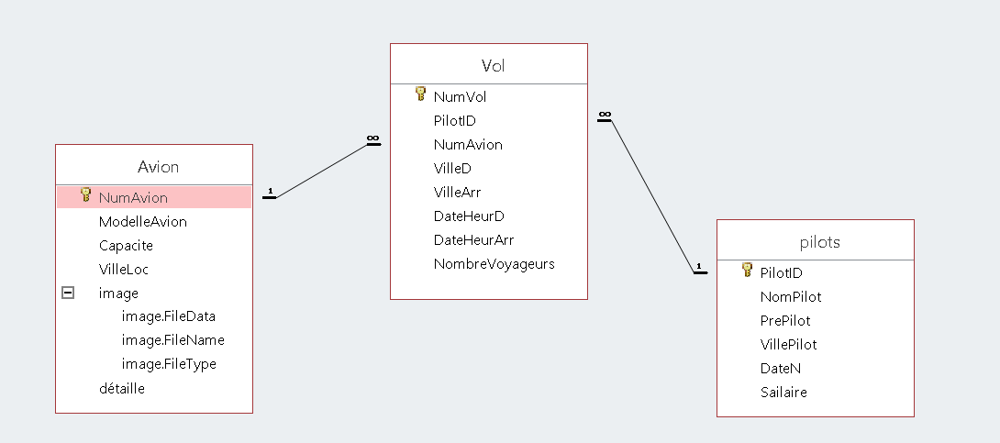 Avion
NumAvion
ModelleAvion
Capacite
VilleLoc
image
image.FileData
image.FileName
image.FileType
détaille
1
∞
Vol
NumVol
PilotID
NumAvion
VilleD
VilleArr
DateHeurD
DateHeurArr
NombreVoyageurs
∞
1
pilots
PilotID
NomPilot
PrePilot
VillePilot
DateN
Sailaire